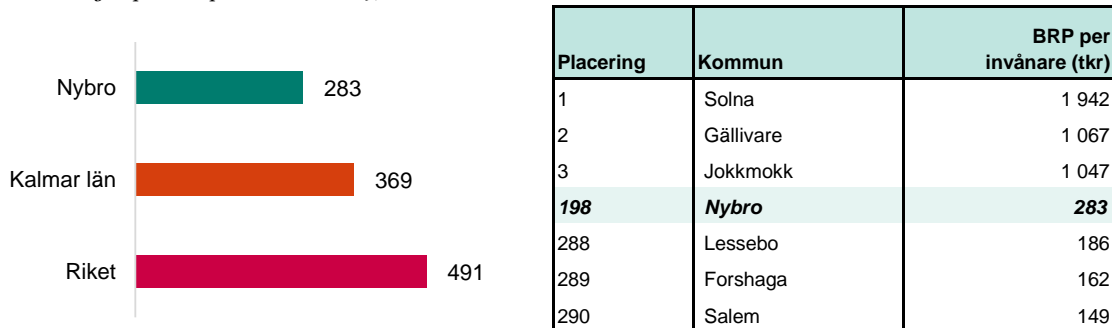 Nybro 283
Kalmar län 369
Riket 491
Placering Kommun BRP per invånare (tkr)
1 Solna 1 942
2 Gällivare 1 067
3 Jokkmokk 1 047
198 Nybro 283
288 Lessebo 186
289 Forshaga 162
290 Salem 149